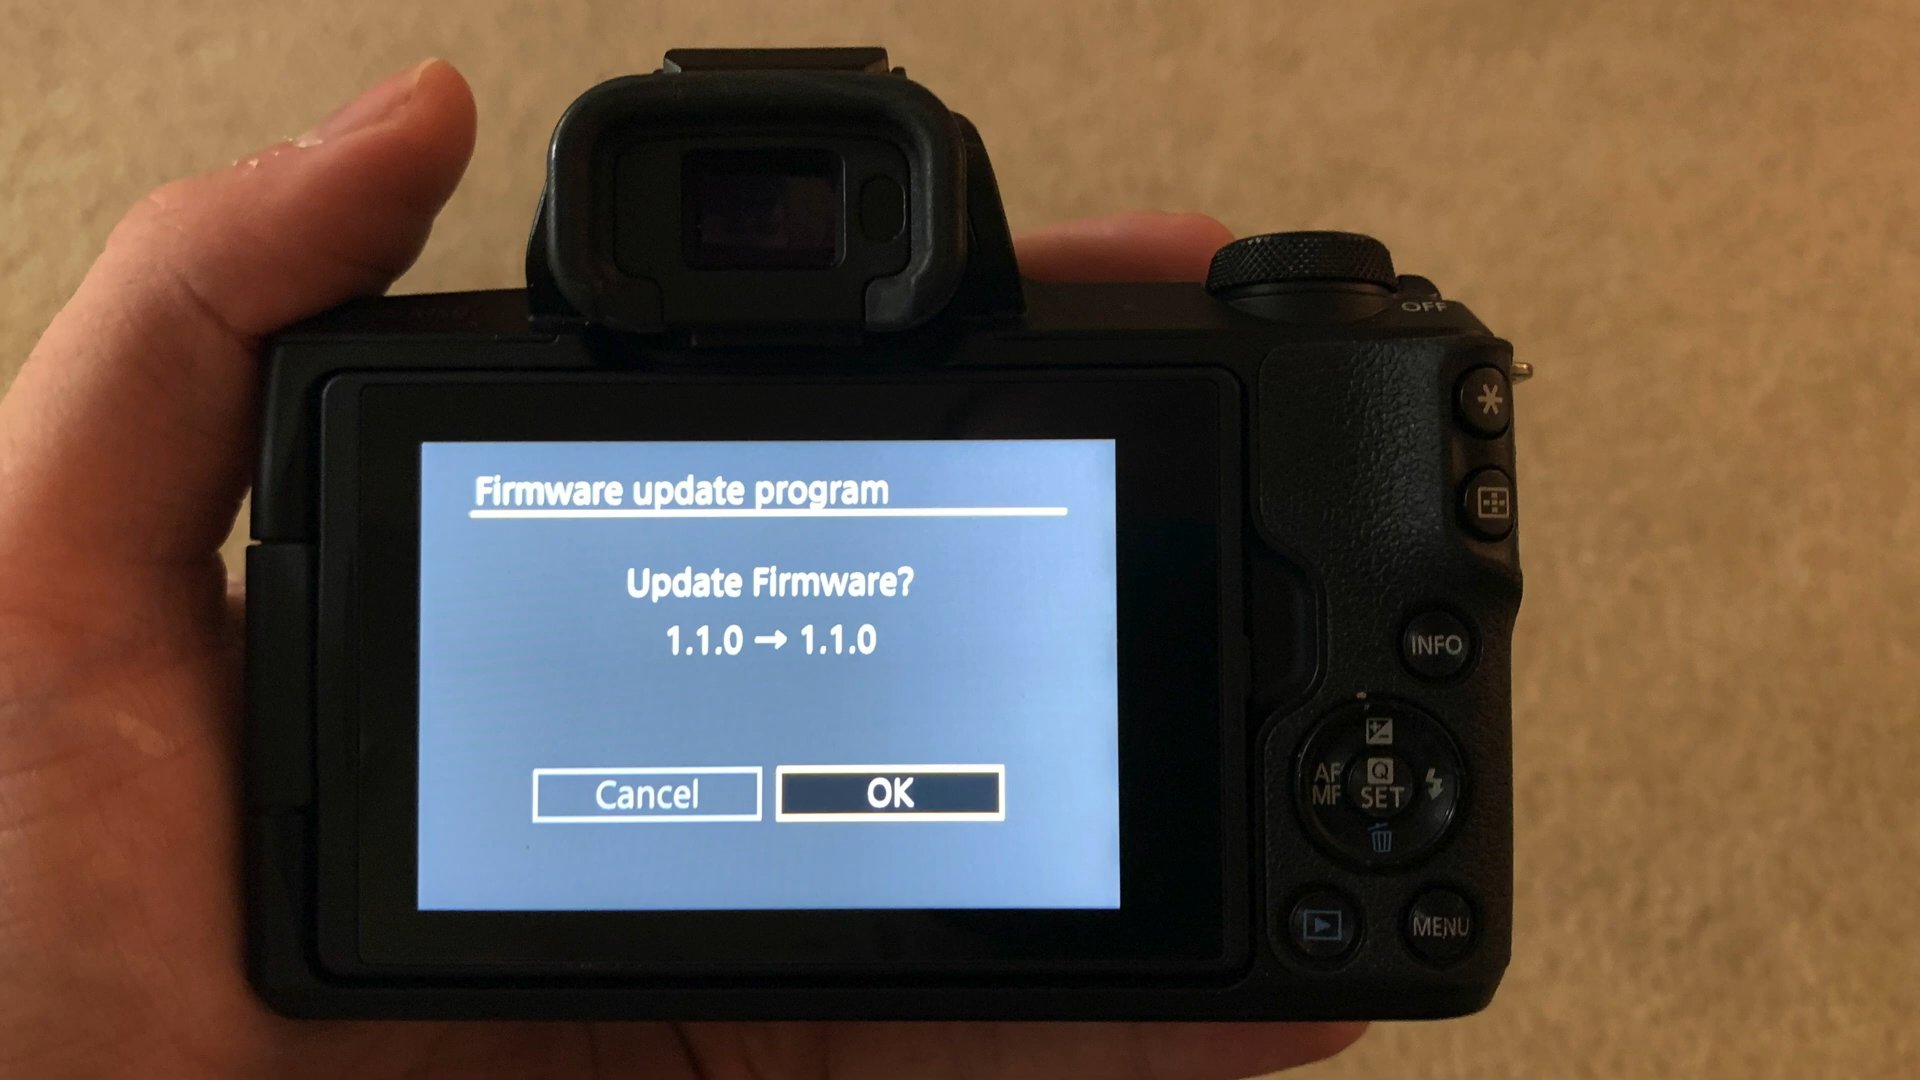 OFF
Firmware update program
Update Firmware?
1.1.0 → 1.1.0
Cancel OK
INFO
AF
MF
Q
SET
MENU